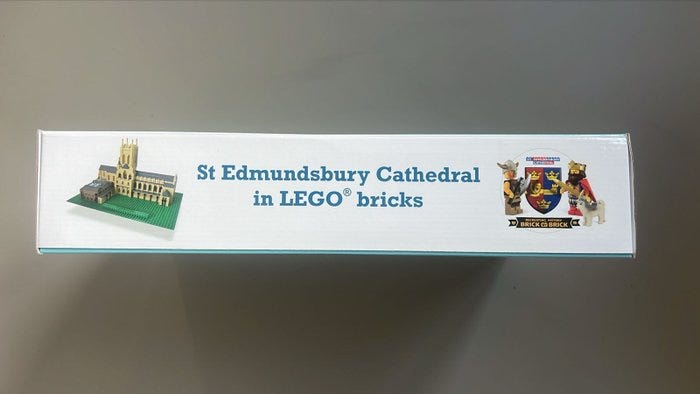 St Edmundsbury Cathedral
in LEGO® bricks
BRICK BY BRICK